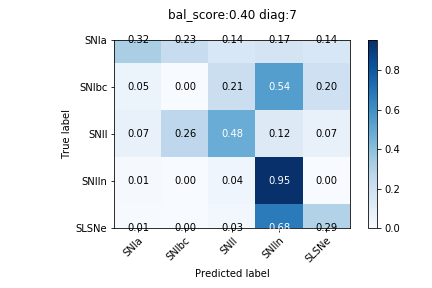 bal_score:0.40 diag:7
SNIa 0.32 0.23 0.14 0.17 0.14
SNIbc 0.05 0.00 0.21 0.54 0.20
SNII 0.07 0.26 0.48 0.12 0.07
SNIIn 0.01 0.00 0.04 0.95 0.00
SLSNe 0.01 0.00 0.03 0.68 0.29
SNIa SNIbc SNII SNIIn SLSNe
True label
Predicted label
0.8
0.6
0.4
0.2
0.0